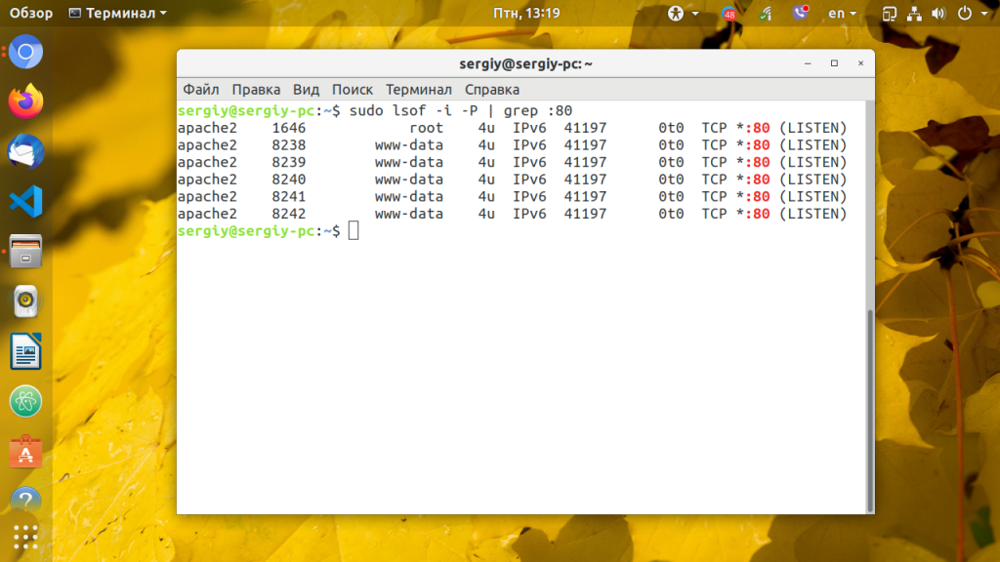 Обзор Терминал Птн, 13:19 48 en
sergiy@sergiy-pc: ~
Файл Правка Вид Поиск Терминал Справка
sergiy@sergiy-pc:~$ sudo lsof -i -P | grep :80
apache2 1646 root 4u IPv6 41197 0t0 TCP *:80 (LISTEN)
apache2 8238 www-data 4u IPv6 41197 0t0 TCP *:80 (LISTEN)
apache2 8239 www-data 4u IPv6 41197 0t0 TCP *:80 (LISTEN)
apache2 8240 www-data 4u IPv6 41197 0t0 TCP *:80 (LISTEN)
apache2 8241 www-data 4u IPv6 41197 0t0 TCP *:80 (LISTEN)
apache2 8242 www-data 4u IPv6 41197 0t0 TCP *:80 (LISTEN)
sergiy@sergiy-pc:~$